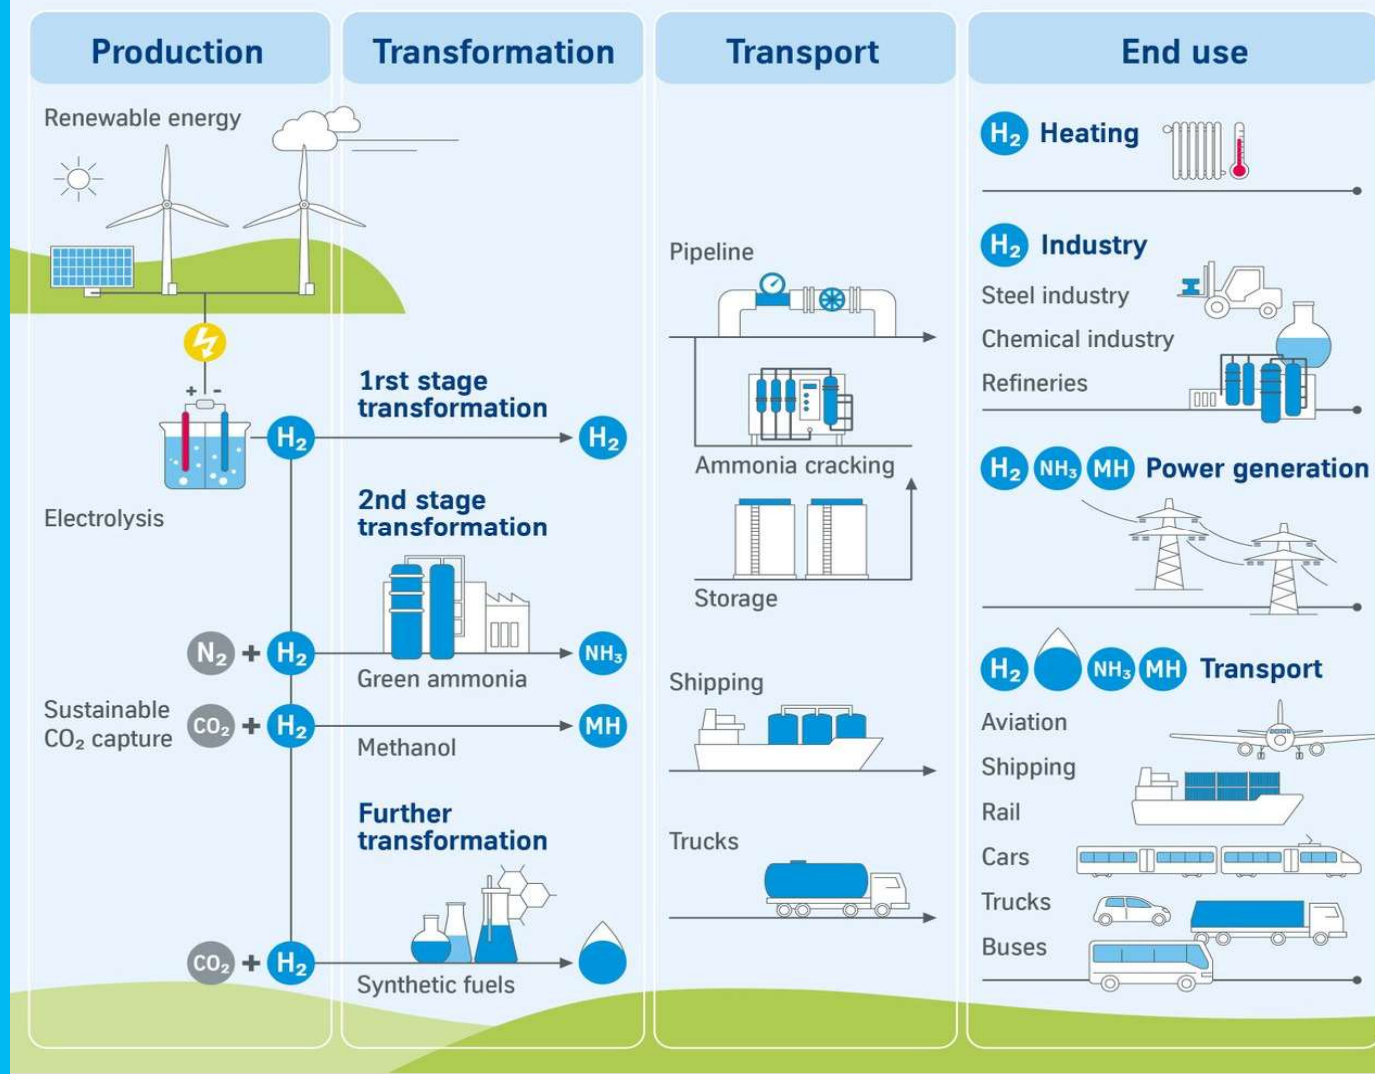 Production
Renewable energy
+ -
H₂
Electrolysis
N₂ + H₂
Sustainable
CO₂ capture
CO₂ + H₂
CO₂ + H₂
Transformation
1rst stage
transformation
H₂
2nd stage
transformation
NH₃
Green ammonia
MH
Methanol
Further
transformation
Synthetic fuels
Transport
Pipeline
Ammonia cracking
Storage
Shipping
Trucks
End use
H₂ Heating
H₂ Industry
Steel industry
Chemical industry
Refineries
H₂ NH₃ MH Power generation
H₂ NH₃ MH Transport
Aviation
Shipping
Rail
Cars
Trucks
Buses